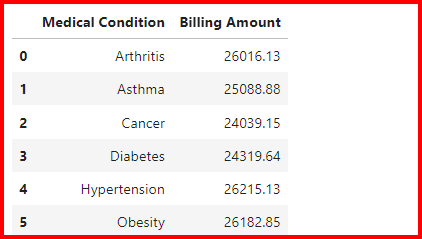 Medical Condition Billing Amount
0 Arthritis 26016.13
1 Asthma 25088.88
2 Cancer 24039.15
3 Diabetes 24319.64
4 Hypertension 26215.13
5 Obesity 26182.85